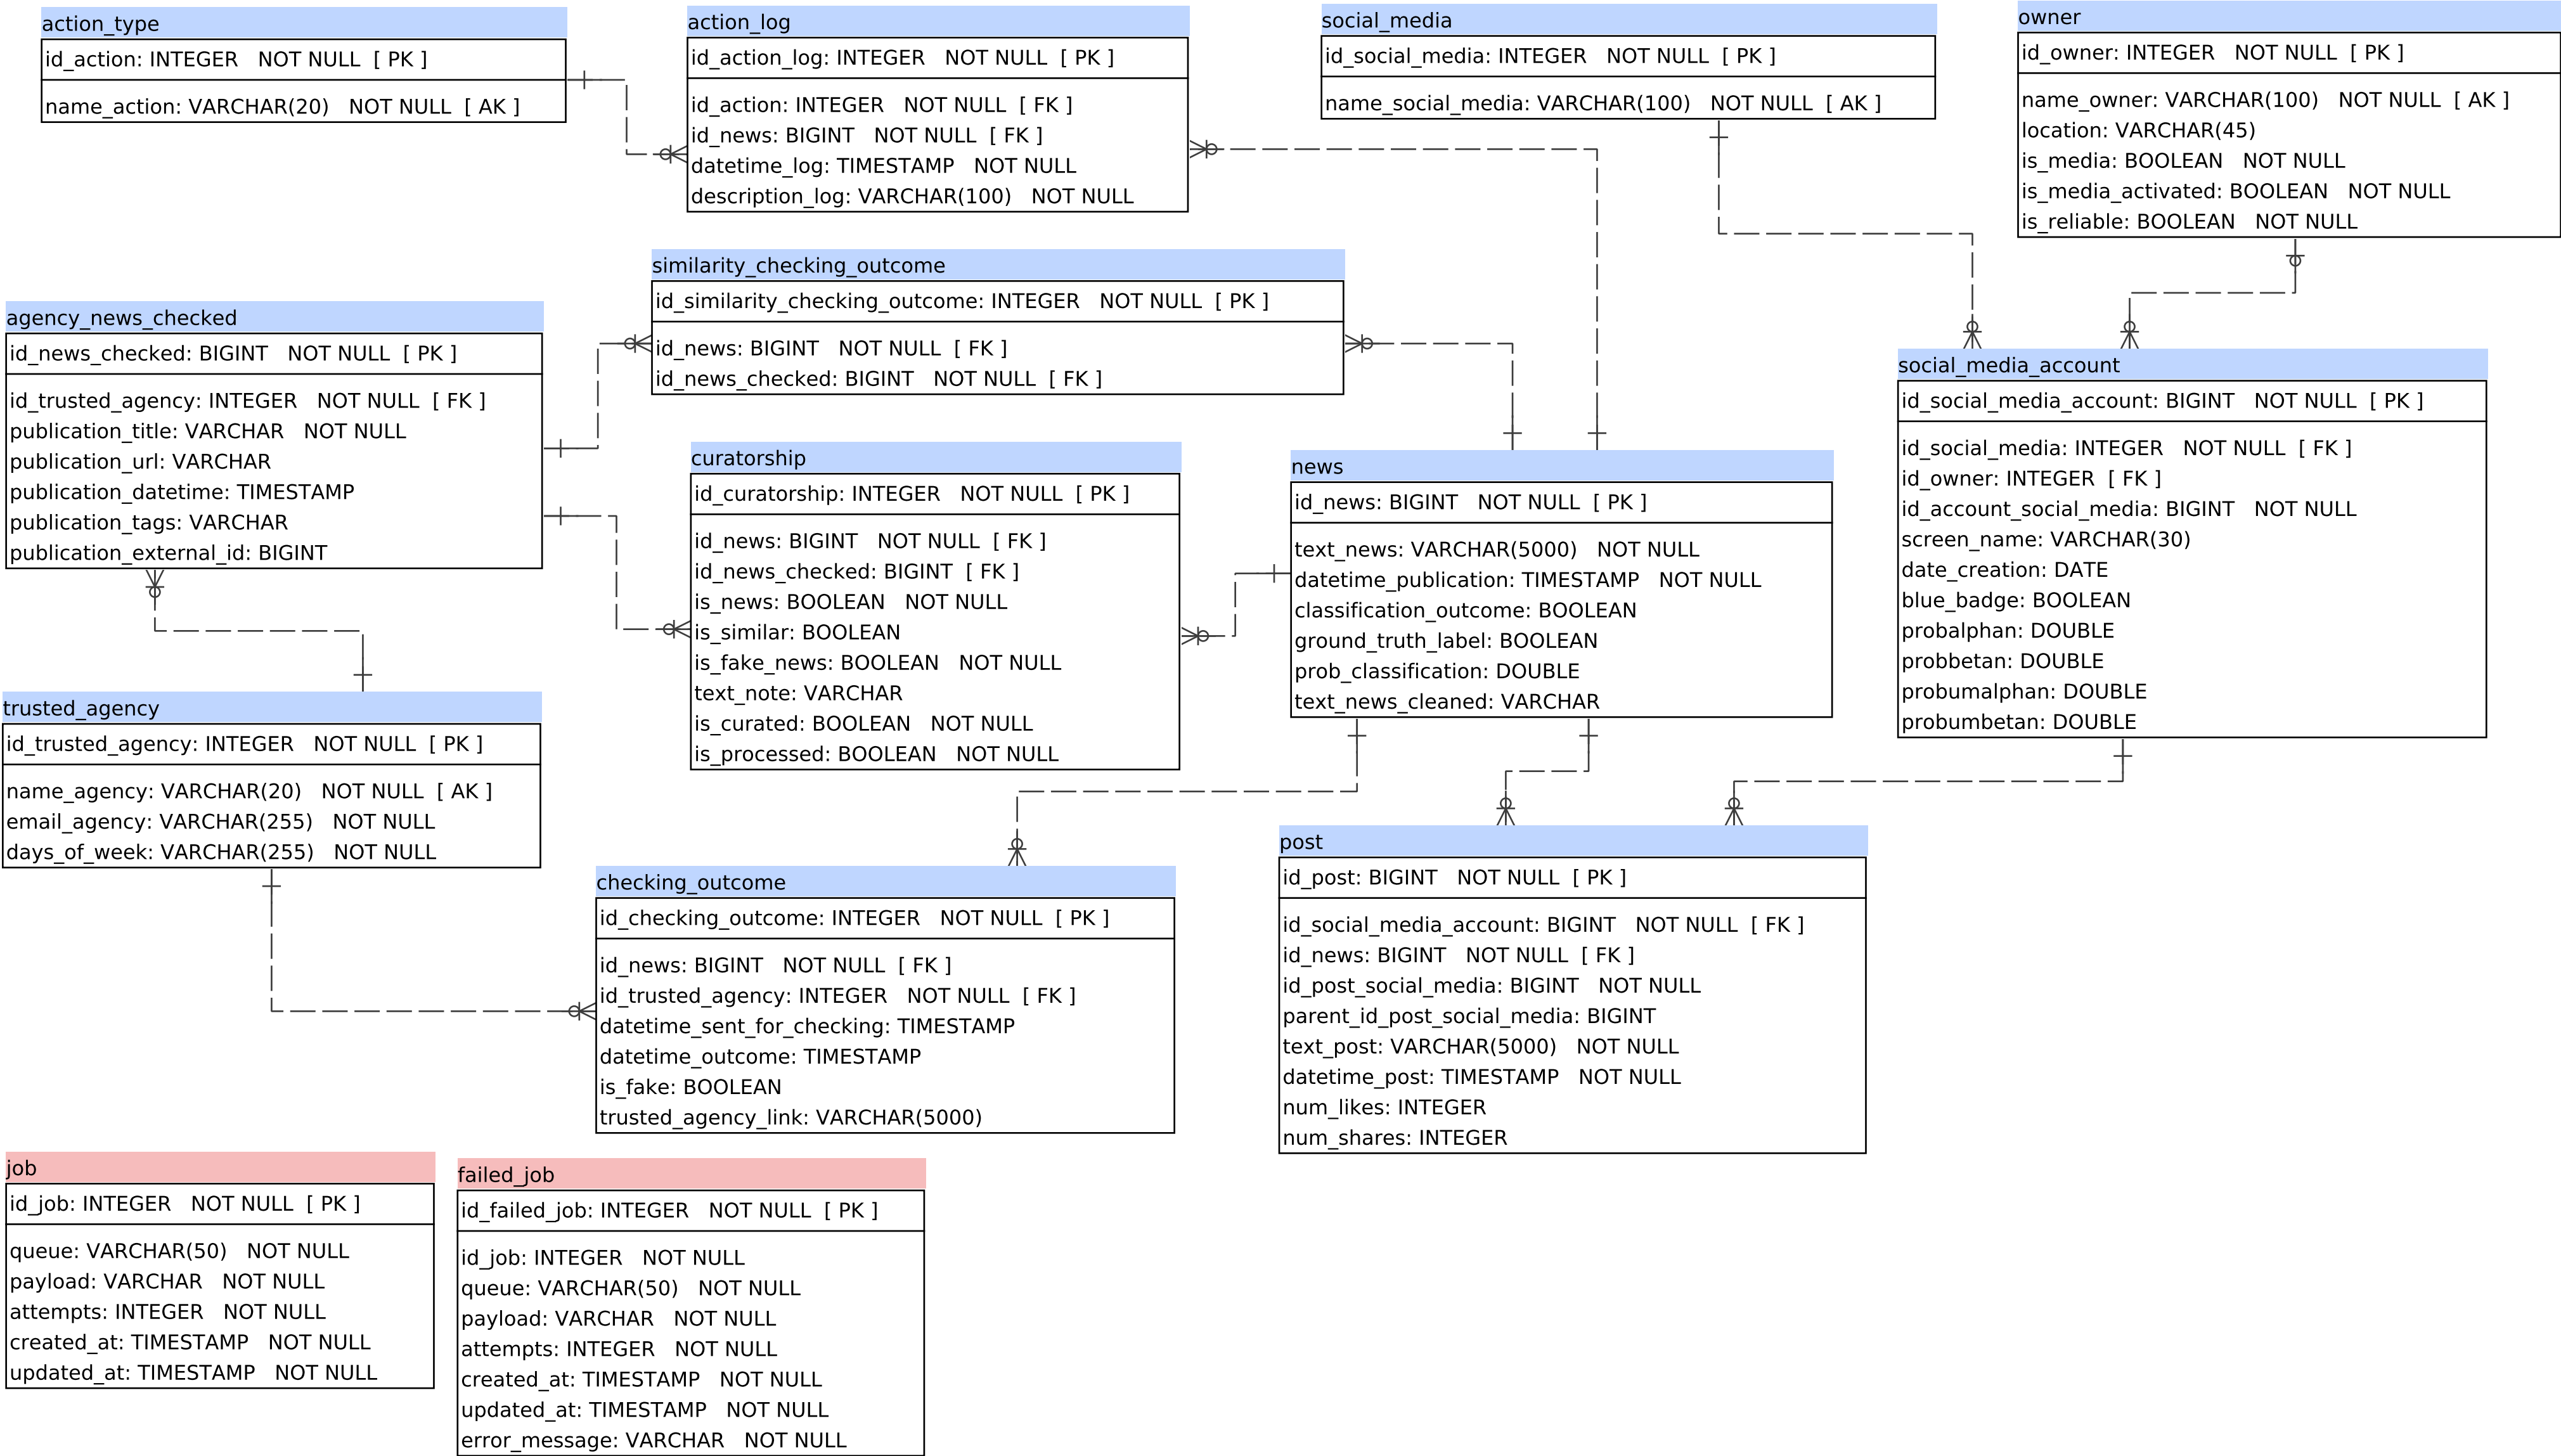 action_type
id_action: INTEGER NOT NULL [ PK ]
name_action: VARCHAR(20) NOT NULL [ AK ]
action_log
id_action_log: INTEGER NOT NULL [ PK ]
id_action: INTEGER NOT NULL [ FK ]
id_news: BIGINT NOT NULL [ FK ]
datetime_log: TIMESTAMP NOT NULL
description_log: VARCHAR(100) NOT NULL
social_media
id_social_media: INTEGER NOT NULL [ PK ]
name_social_media: VARCHAR(100) NOT NULL [ AK ]
owner
id_owner: INTEGER NOT NULL [ PK ]
name_owner: VARCHAR(100) NOT NULL [ AK ]
location: VARCHAR(45)
is_media: BOOLEAN NOT NULL
is_media_activated: BOOLEAN NOT NULL
is_reliable: BOOLEAN NOT NULL
similarity_checking_outcome
id_similarity_checking_outcome: INTEGER NOT NULL [ PK ]
id_news: BIGINT NOT NULL [ FK ]
id_news_checked: BIGINT NOT NULL [ FK ]
agency_news_checked
id_news_checked: BIGINT NOT NULL [ PK ]
id_trusted_agency: INTEGER NOT NULL [ FK ]
publication_title: VARCHAR NOT NULL
publication_url: VARCHAR
publication_datetime: TIMESTAMP
publication_tags: VARCHAR
publication_external_id: BIGINT
social_media_account
id_social_media_account: BIGINT NOT NULL [ PK ]
id_social_media: INTEGER NOT NULL [ FK ]
id_owner: INTEGER [ FK ]
id_account_social_media: BIGINT NOT NULL
screen_name: VARCHAR(30)
date_creation: DATE
blue_badge: BOOLEAN
probalphan: DOUBLE
probbetan: DOUBLE
probumalphan: DOUBLE
probumbetan: DOUBLE
curatorship
id_curatorship: INTEGER NOT NULL [ PK ]
id_news: BIGINT NOT NULL [ FK ]
id_news_checked: BIGINT [ FK ]
is_news: BOOLEAN NOT NULL
is_similar: BOOLEAN
is_fake_news: BOOLEAN NOT NULL
text_note: VARCHAR
is_curated: BOOLEAN NOT NULL
is_processed: BOOLEAN NOT NULL
news
id_news: BIGINT NOT NULL [ PK ]
text_news: VARCHAR(5000) NOT NULL
datetime_publication: TIMESTAMP NOT NULL
classification_outcome: BOOLEAN
ground_truth_label: BOOLEAN
prob_classification: DOUBLE
text_news_cleaned: VARCHAR
trusted_agency
id_trusted_agency: INTEGER NOT NULL [ PK ]
name_agency: VARCHAR(20) NOT NULL [ AK ]
email_agency: VARCHAR(255) NOT NULL
days_of_week: VARCHAR(255) NOT NULL
checking_outcome
id_checking_outcome: INTEGER NOT NULL [ PK ]
id_news: BIGINT NOT NULL [ FK ]
id_trusted_agency: INTEGER NOT NULL [ FK ]
datetime_sent_for_checking: TIMESTAMP
datetime_outcome: TIMESTAMP
is_fake: BOOLEAN
trusted_agency_link: VARCHAR(5000)
post
id_post: BIGINT NOT NULL [ PK ]
id_social_media_account: BIGINT NOT NULL [ FK ]
id_news: BIGINT NOT NULL [ FK ]
id_post_social_media: BIGINT NOT NULL
parent_id_post_social_media: BIGINT
text_post: VARCHAR(5000) NOT NULL
datetime_post: TIMESTAMP NOT NULL
num_likes: INTEGER
num_shares: INTEGER
job
id_job: INTEGER NOT NULL [ PK ]
queue: VARCHAR(50) NOT NULL
payload: VARCHAR NOT NULL
attempts: INTEGER NOT NULL
created_at: TIMESTAMP NOT NULL
updated_at: TIMESTAMP NOT NULL
failed_job
id_failed_job: INTEGER NOT NULL [ PK ]
id_job: INTEGER NOT NULL
queue: VARCHAR(50) NOT NULL
payload: VARCHAR NOT NULL
attempts: INTEGER NOT NULL
created_at: TIMESTAMP NOT NULL
updated_at: TIMESTAMP NOT NULL
error_message: VARCHAR NOT NULL